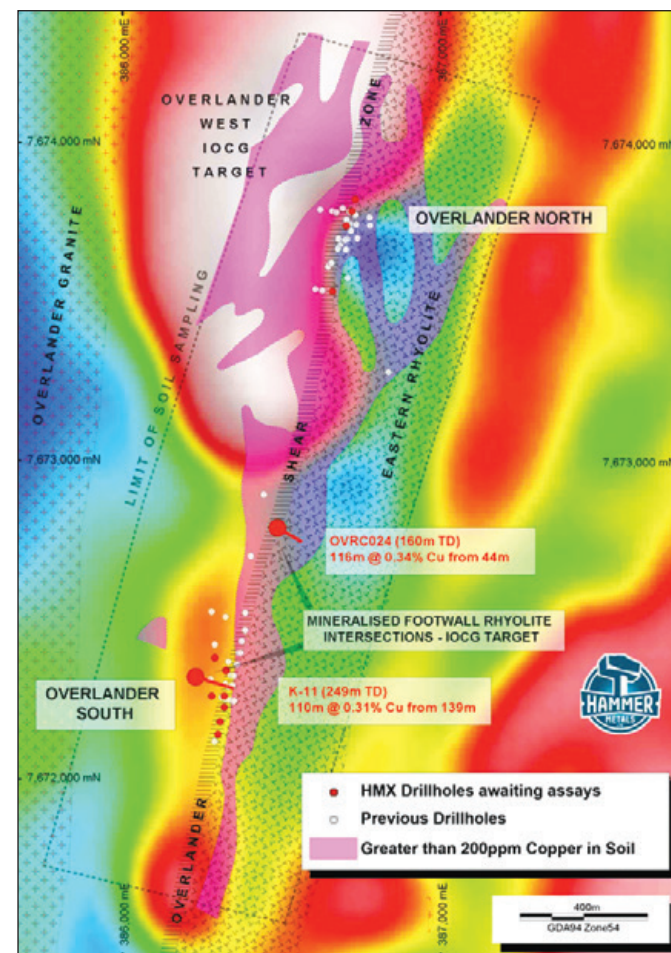 386,000 mE
387,000 mE
OVERLANDER
WEST
IOCG
TARGET
ZONE
7,674,000 mN
7,674,000 mN
OVERLANDER NORTH
OVERLANDER GRANITE
LIMIT OF SOIL SAMPLING
EASTERN RHYOLITE
SHEAR
7,673,000 mN
7,673,000 mN
OVRC024 (160m TD)
116m @ 0.34% Cu from 44m
MINERALISED FOOTWALL RHYOLITE
INTERSECTIONS - IOCG TARGET
OVERLANDER
SOUTH
K-11 (249m TD)
110m @ 0.31% Cu from 139m
HAMMER
METALS
7,672,000 mN
OVERLANDER
HMX Drillholes awaiting assays
Previous Drillholes
Greater than 200ppm Copper in Soil
386,000 mE
387,000 mE
400m
GDA94 Zone54